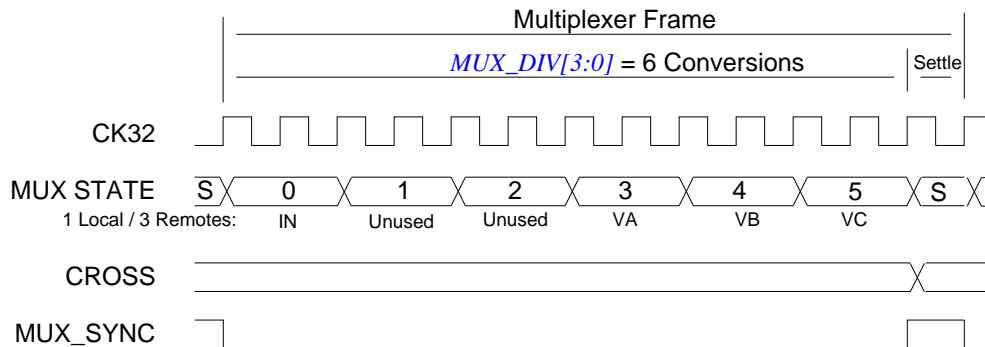 Multiplexer Frame
MUX_DIV[3:0] = 6 Conversions Settle
CK32
MUX STATE S 0 1 2 3 4 5 S
1 Local / 3 Remotes: IN Unused Unused VA VB VC
CROSS
MUX_SYNC